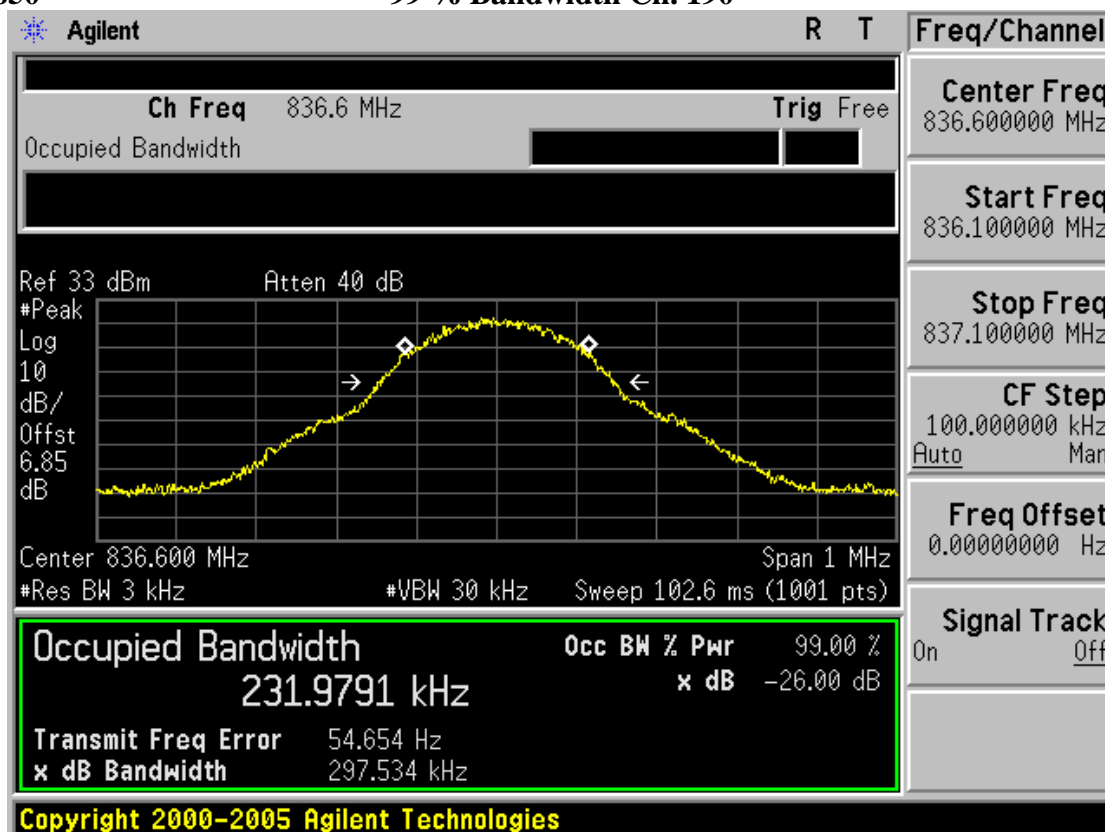 99 % Bandwidth Ch. 190
Agilent R T
Freq/Channel
Ch Freq 836.6 MHz Trig Free
Occupied Bandwidth
Center Freq
836.600000 MHz
Start Freq
836.100000 MHz
Stop Freq
837.100000 MHz
CF Step
100.000000 kHz
Auto Man
Freq Offset
0.00000000 Hz
Signal Track
On Off
Ref 33 dBm Atten 40 dB
#Peak
Log
10
dB/
Offst
6.85
dB
Center 836.600 MHz Span 1 MHz
#Res BW 3 kHz #VBW 30 kHz Sweep 102.6 ms (1001 pts)
Occupied Bandwidth
231.9791 kHz
Occ BW % Pwr 99.00 %
x dB -26.00 dB
Transmit Freq Error 54.654 Hz
x dB Bandwidth 297.534 kHz
Copyright 2000-2005 Agilent Technologies